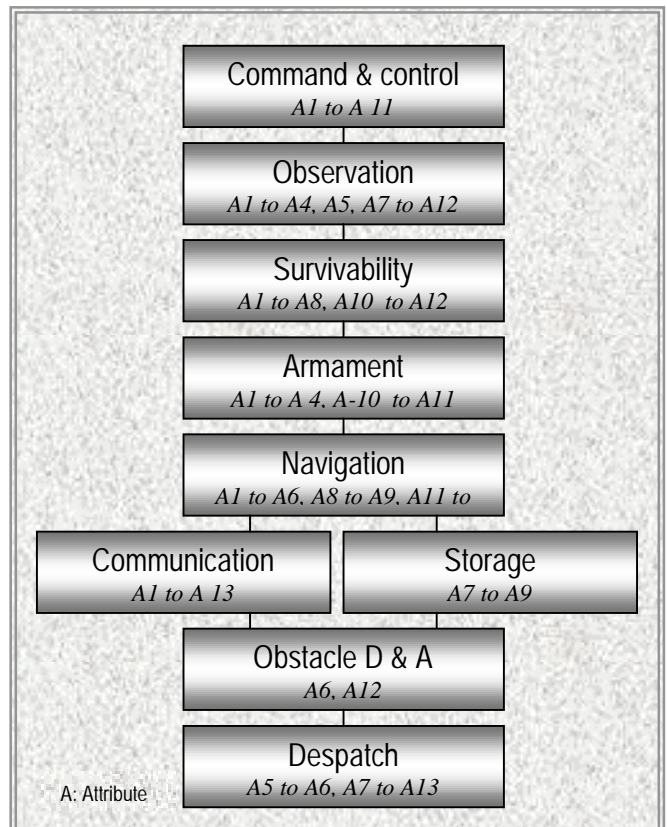 Command & control
A1 to A 11
Observation
A1 to A4, A5, A7 to A12
Survivability
A1 to A8, A10 to A12
Armament
A1 to A 4, A-10 to A11
Navigation
A1 to A6, A8 to A9, A11 to
Communication
A1 to A 13
Storage
A7 to A9
Obstacle D & A
A6, A12
Despatch
A5 to A6, A7 to A13
A: Attribute